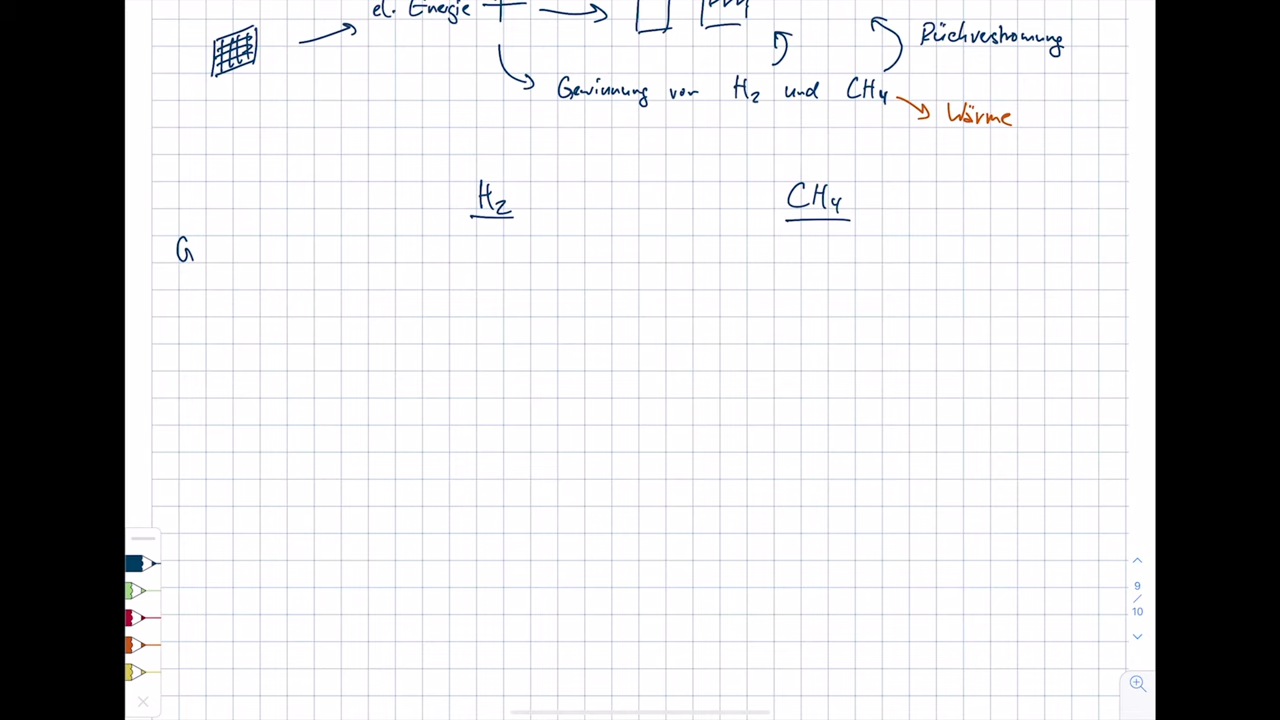 el. Energie
Rückverstromung
Gewinnung von H₂ und CH₄
Wärme
H₂ CH₄
G
9
/
10